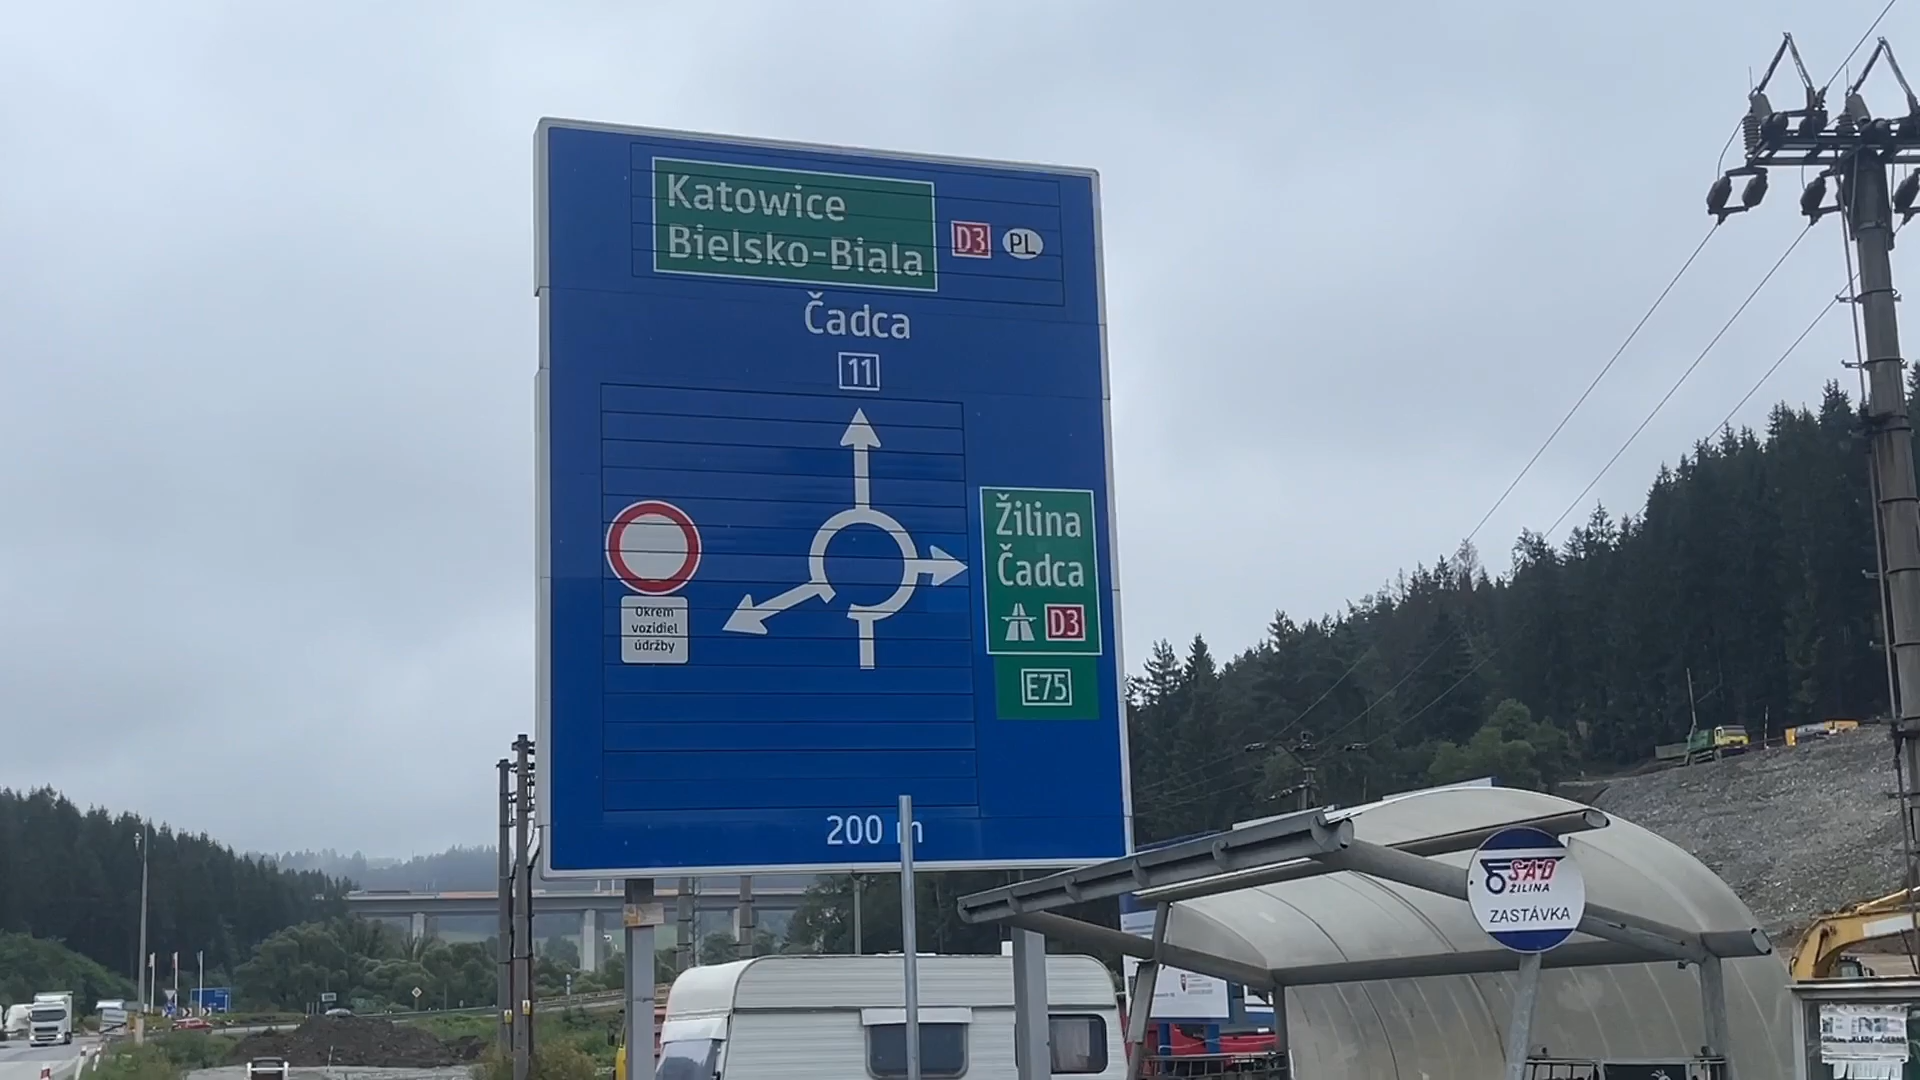 Katowice
Bielsko-Biala
D3
PL
Čadca
11
Žilina
Čadca
D3
E75
Okrem
vozidiel
údržby
200 m
SAD
ŽILINA
ZASTÁVKA